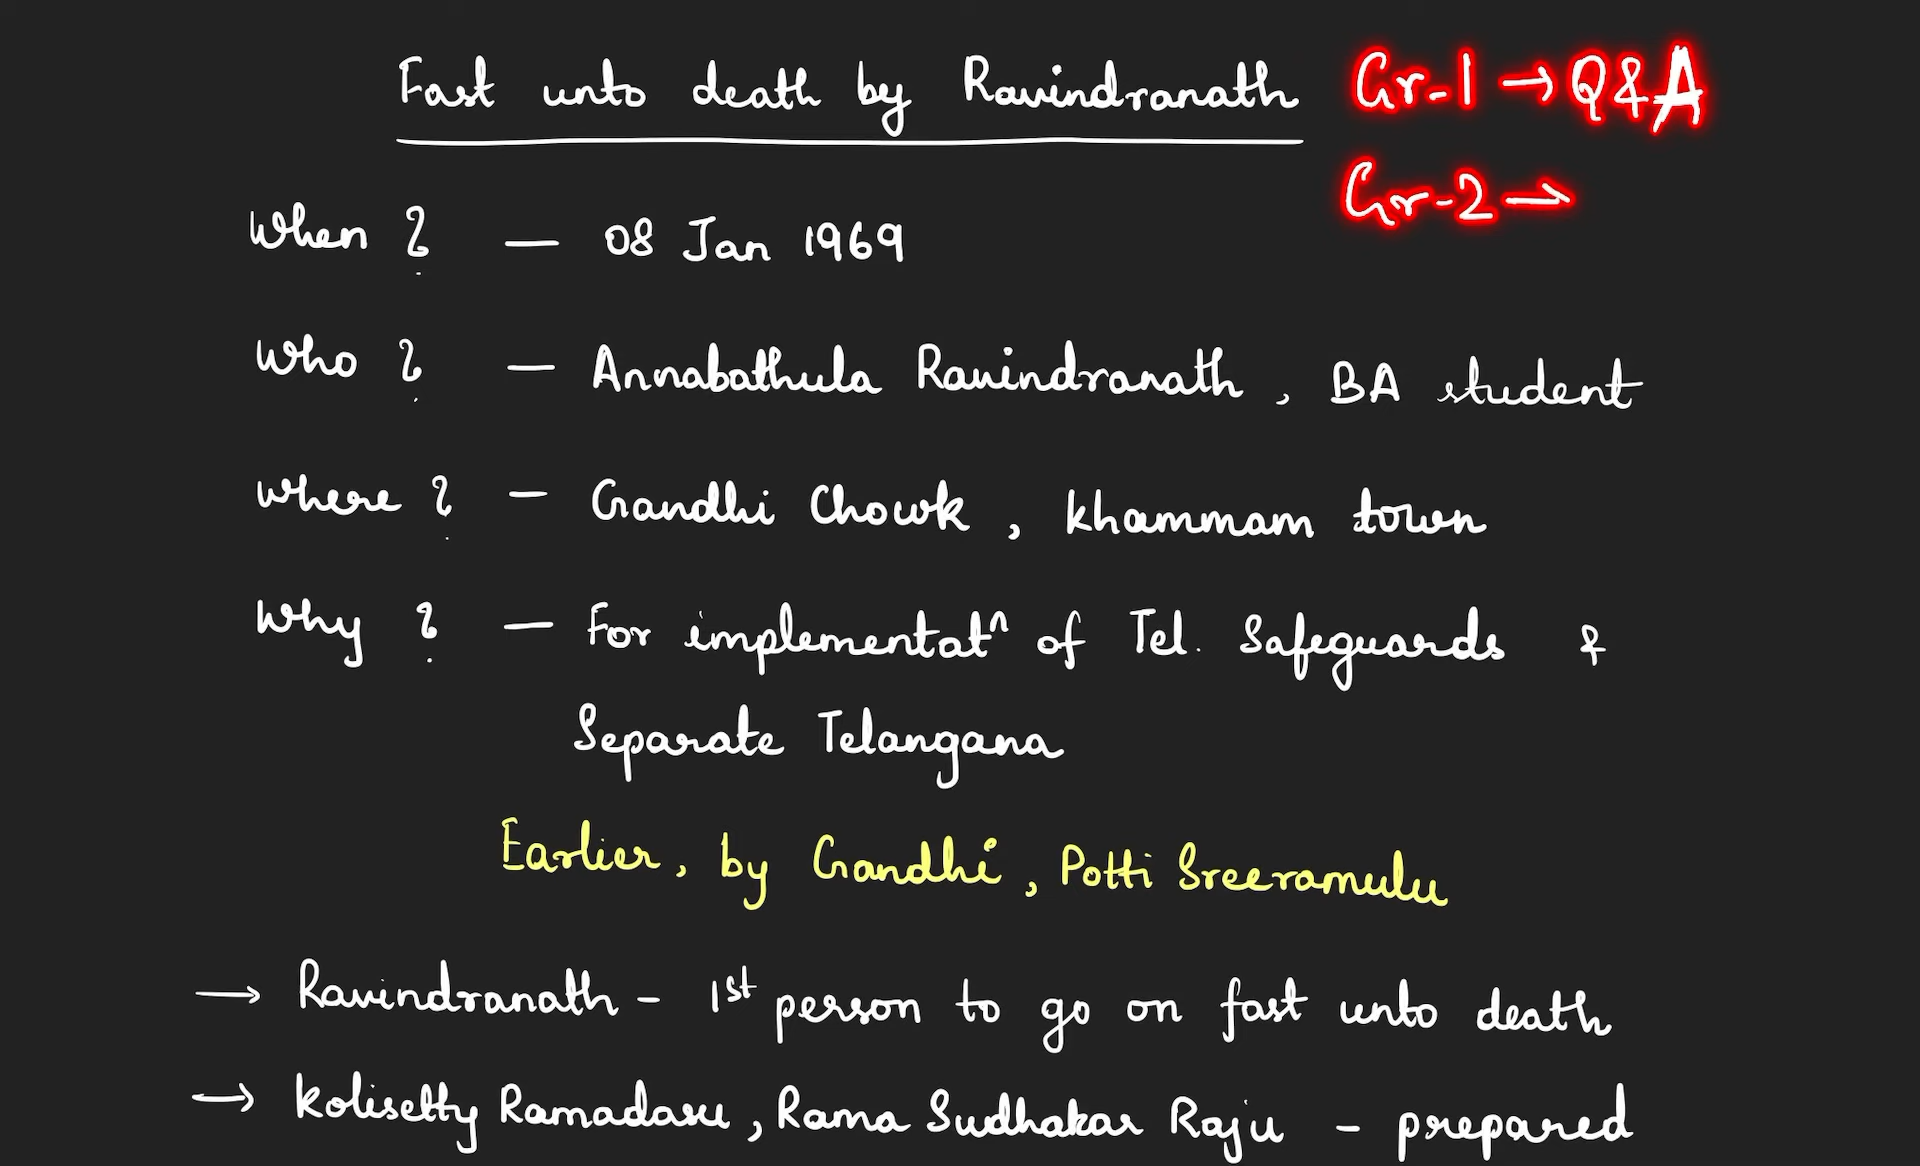 Fast unto death by Ravindranath Gr-1 → Q&A
Gr-2 →
When ? — 08 Jan 1969
Who ? — Annabathula Ravindranath, BA student
Where ? — Gandhi Chowk, Khammam town
Why ? — For implementatⁿ of Tel. Safeguards &
Separate Telangana
Earlier, by Gandhi, Potti Sreeramulu
→ Ravindranath - 1st person to go on fast unto death
→ Kolisetty Ramadasu, Rama Sudhakar Raju - prepared